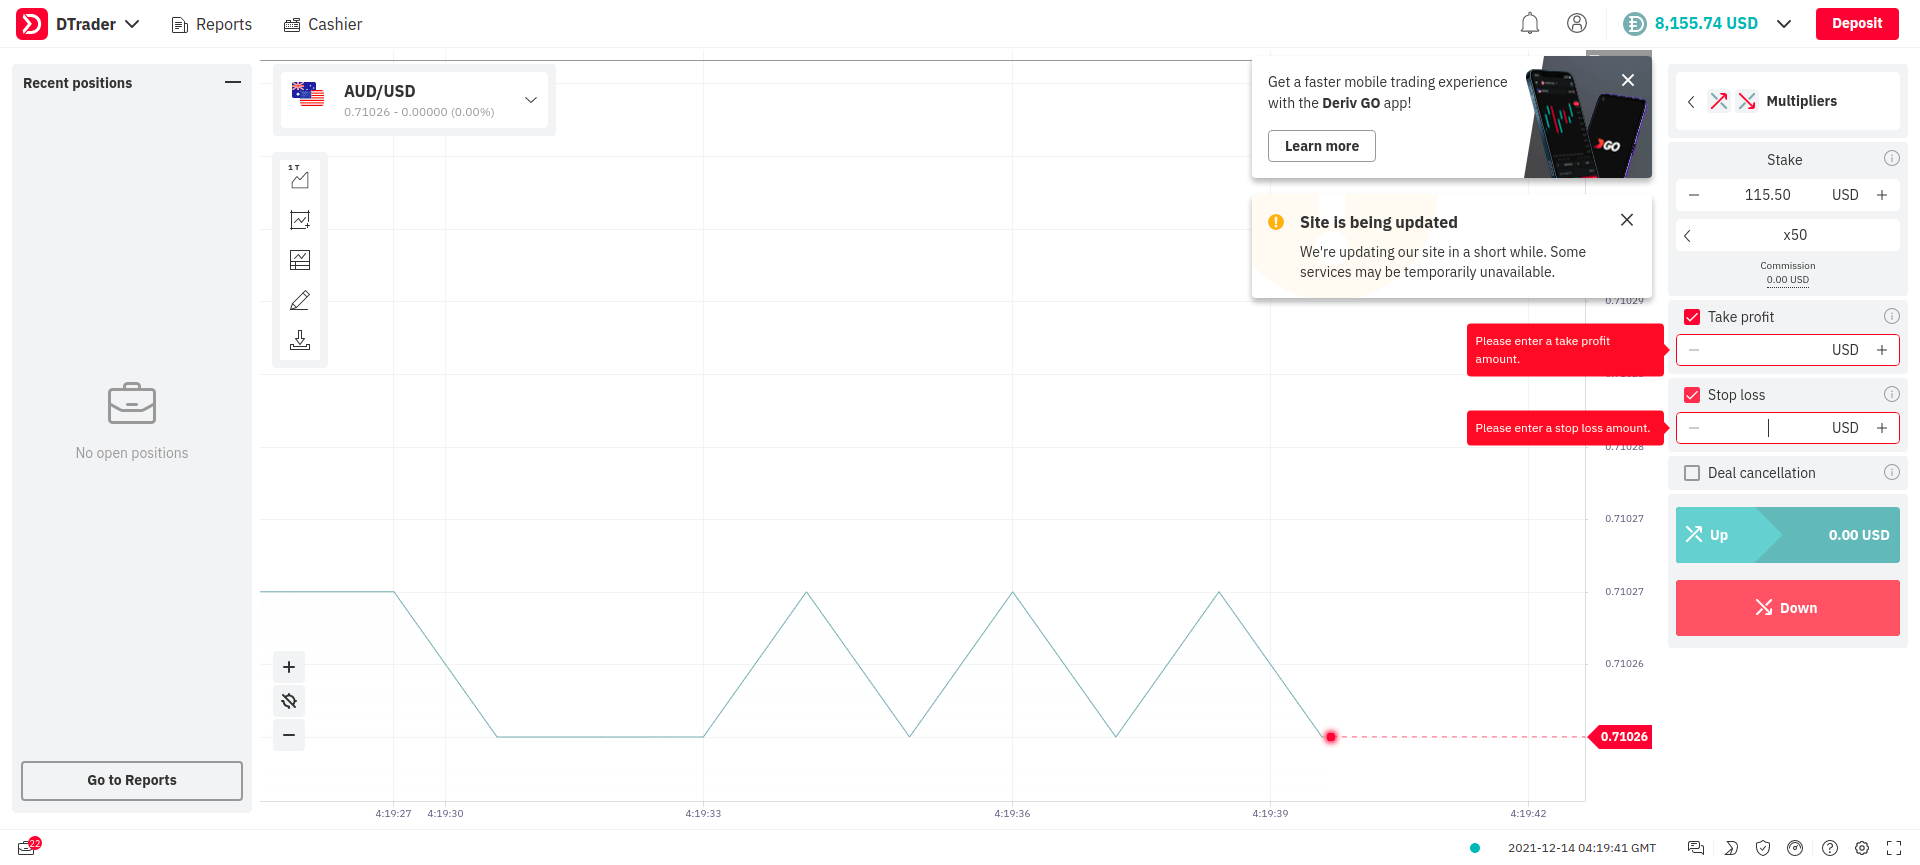 DTrader
Reports
Cashier
8,155.74 USD
Deposit
Recent positions
No open positions
Go to Reports
AUD/USD
0.71026 - 0.00000 (0.00%)
1 T
Get a faster mobile trading experience
with the Deriv GO app!
Learn more
GO
Site is being updated
We're updating our site in a short while. Some
services may be temporarily unavailable.
0.71029
Please enter a take profit
amount.
Please enter a stop loss amount.
0.71028
0.71027
0.71027
0.71026
0.71026
4:19:27
4:19:30
4:19:33
4:19:36
4:19:39
4:19:42
Multipliers
Stake
115.50 USD
x50
Commission
0.00 USD
Take profit
USD
Stop loss
USD
Deal cancellation
Up
0.00 USD
Down
22
2021-12-14 04:19:41 GMT